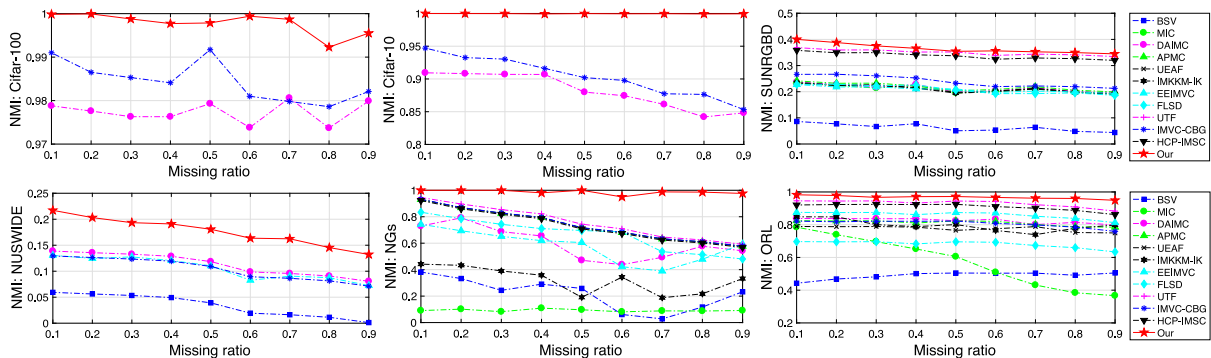 NMI: Cifar-100
1
0.99
0.98
0.97
0.1 0.2 0.3 0.4 0.5 0.6 0.7 0.8 0.9
Missing ratio
NMI: Cifar-10
1
0.95
0.9
0.85
0.8
0.1 0.2 0.3 0.4 0.5 0.6 0.7 0.8 0.9
Missing ratio
NMI: SUNRGBD
0.5
0.4
0.3
0.2
0.1
0
0.1 0.2 0.3 0.4 0.5 0.6 0.7 0.8 0.9
Missing ratio
BSV
MIC
DAIMC
APMC
UEAF
IMKKM-IK
EEIMVC
FLSD
UTF
IMVC-CBG
HCP-IMSC
Our
NMI: NUSWIDE
0.25
0.2
0.15
0.1
0.05
0
0.1 0.2 0.3 0.4 0.5 0.6 0.7 0.8 0.9
Missing ratio
NMI: NGs
1
0.8
0.6
0.4
0.2
0
0.1 0.2 0.3 0.4 0.5 0.6 0.7 0.8 0.9
Missing ratio
NMI: ORL
1
0.8
0.6
0.4
0.2
0.1 0.2 0.3 0.4 0.5 0.6 0.7 0.8 0.9
Missing ratio
BSV
MIC
DAIMC
APMC
UEAF
IMKKM-IK
EEIMVC
FLSD
UTF
IMVC-CBG
HCP-IMSC
Our